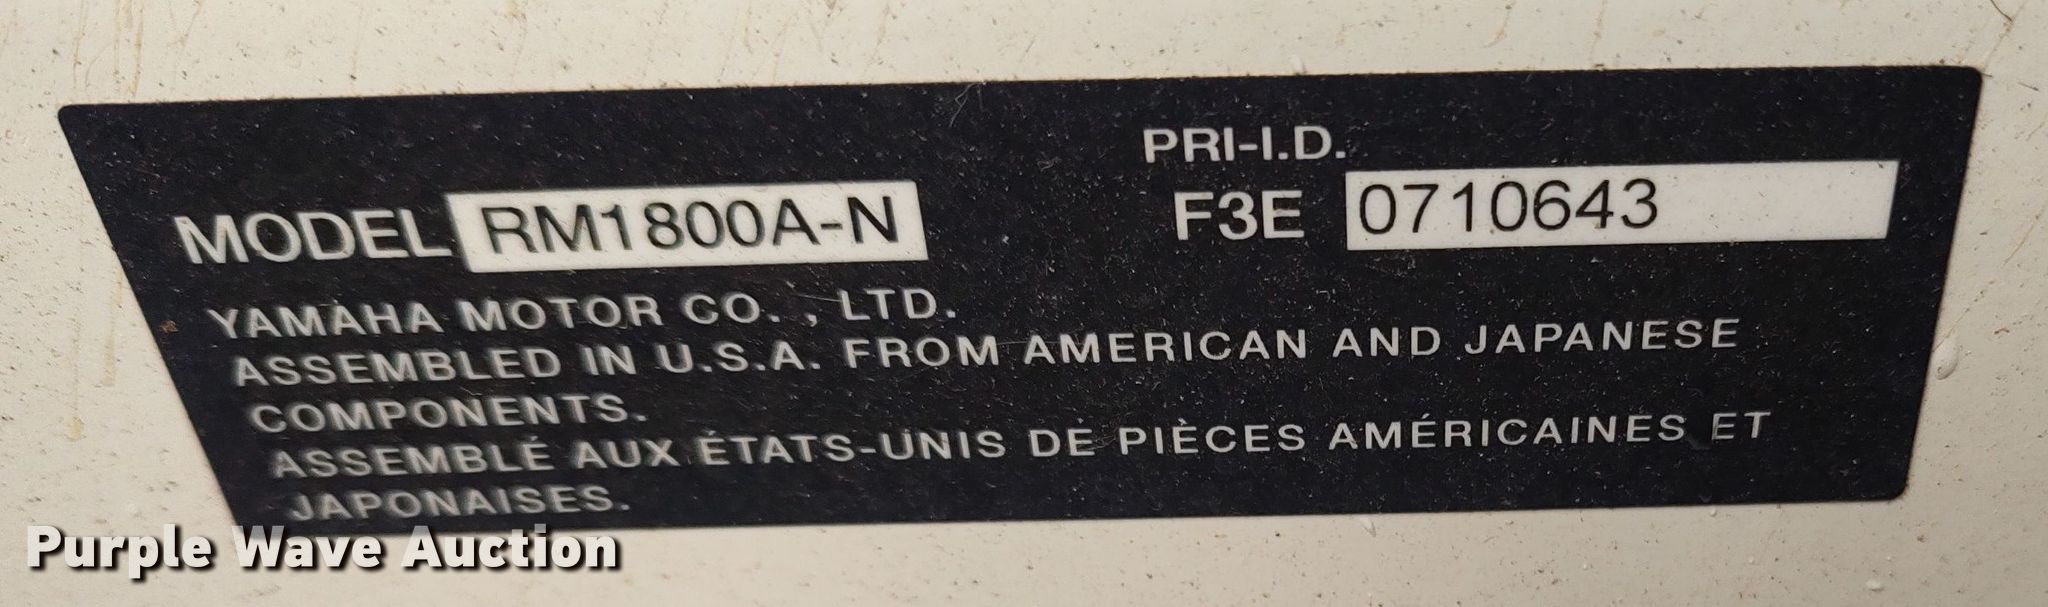 PRI-I.D.
MODEL RM1800A-N F3E 0710643
YAMAHA MOTOR CO., LTD.
ASSEMBLED IN U.S.A. FROM AMERICAN AND JAPANESE
COMPONENTS.
ASSEMBLÉ AUX ÉTATS-UNIS DE PIÈCES AMÉRICAINES ET
JAPONAISES.
Purple Wave Auction